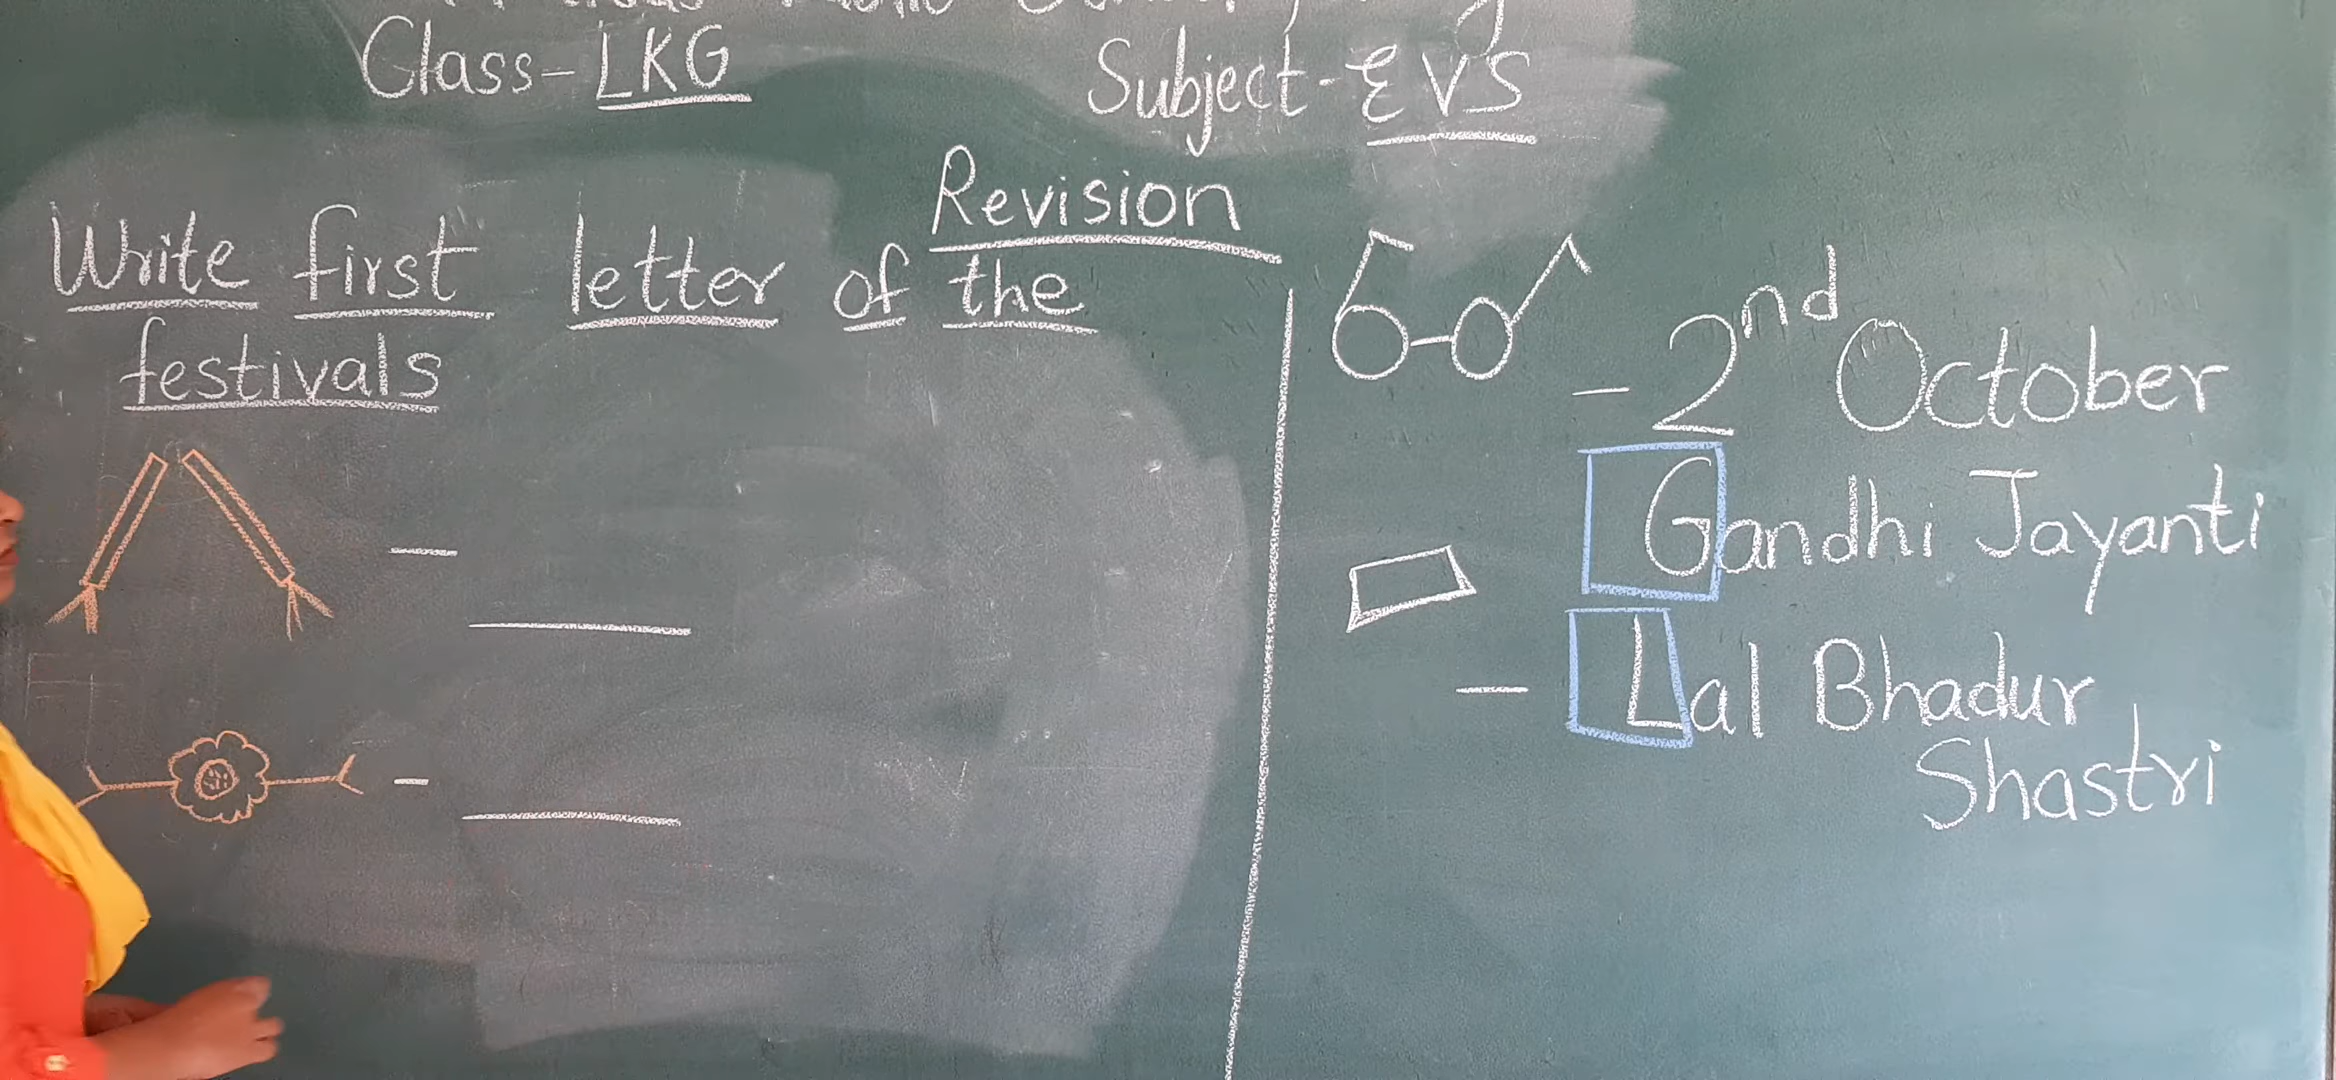 Class-LKG
Subject-EVS
Revision
Write first letter of the
festivals
-
-
- 2nd October
Gandhi Jayanti
- Lal Bhadur
Shastri